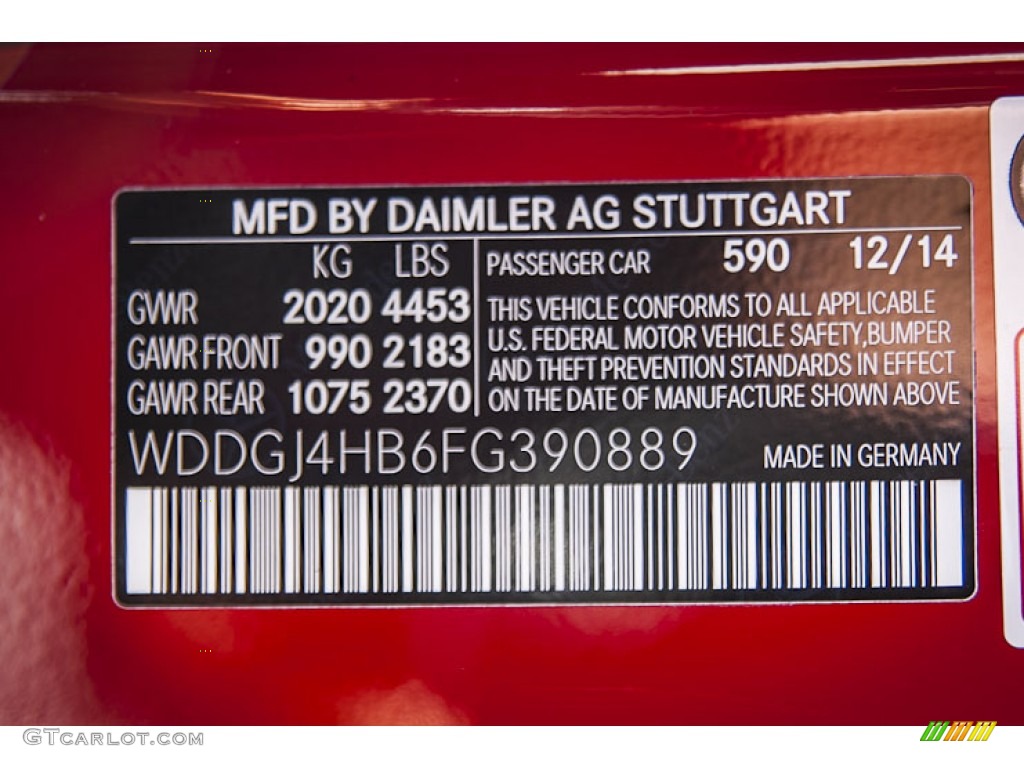 MFD BY DAIMLER AG STUTTGART
KG LBS
GVWR 2020 4453
GAWR FRONT 990 2183
GAWR REAR 1075 2370
PASSENGER CAR 590 12/14
THIS VEHICLE CONFORMS TO ALL APPLICABLE
U.S. FEDERAL MOTOR VEHICLE SAFETY,BUMPER
AND THEFT PREVENTION STANDARDS IN EFFECT
ON THE DATE OF MANUFACTURE SHOWN ABOVE
WDDGJ4HB6FG390889
MADE IN GERMANY
GTCARLOT.COM